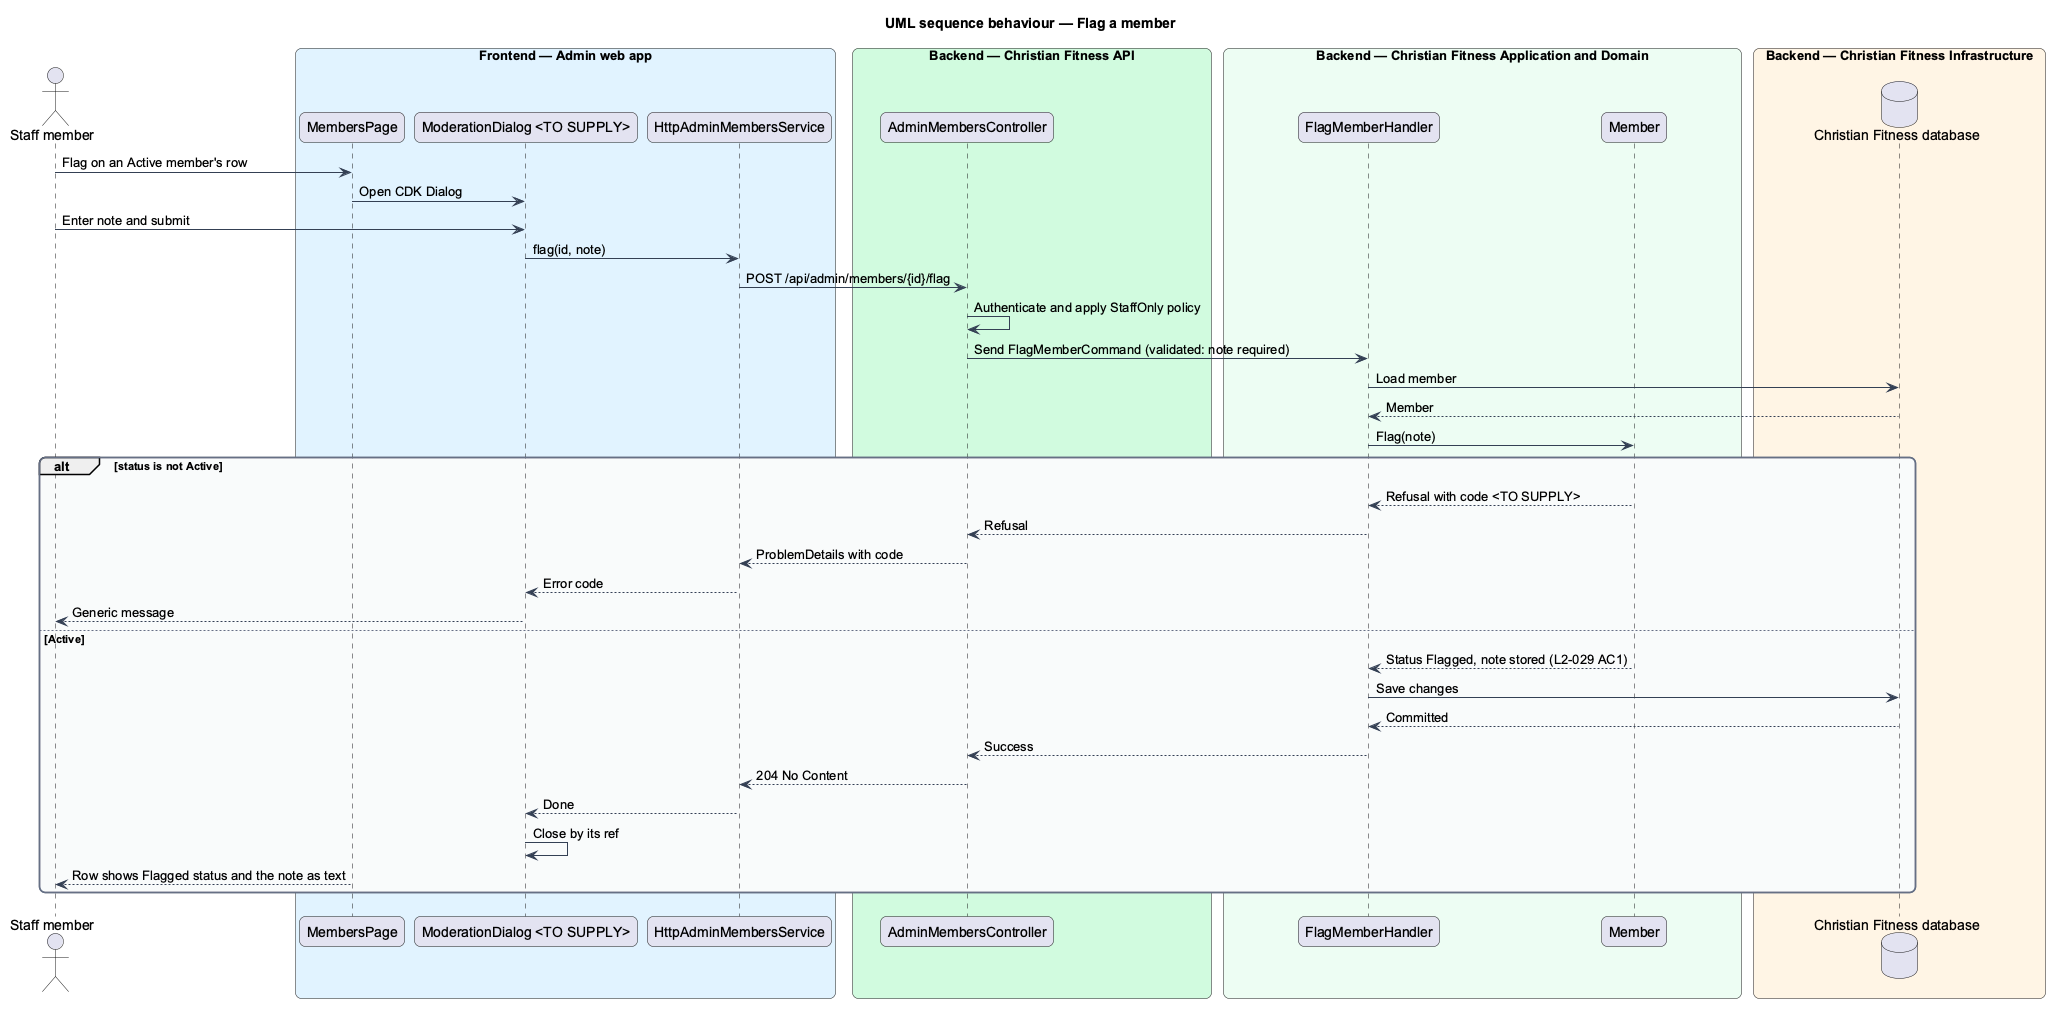 UML sequence behaviour — Flag a member
Frontend — Admin web app
Backend — Christian Fitness API
Backend — Christian Fitness Application and Domain
Backend — Christian Fitness Infrastructure
Staff member
MembersPage
ModerationDialog <TO SUPPLY>
HttpAdminMembersService
AdminMembersController
FlagMemberHandler
Member
Christian Fitness database
Flag on an Active member's row
Open CDK Dialog
Enter note and submit
flag(id, note)
POST /api/admin/members/{id}/flag
Authenticate and apply StaffOnly policy
Send FlagMemberCommand (validated: note required)
Load member
Member
Flag(note)
alt
[status is not Active]
Refusal with code <TO SUPPLY>
Refusal
ProblemDetails with code
Error code
Generic message
[Active]
Status Flagged, note stored (L2-029 AC1)
Save changes
Committed
Success
204 No Content
Done
Close by its ref
Row shows Flagged status and the note as text
Staff member
MembersPage
ModerationDialog <TO SUPPLY>
HttpAdminMembersService
AdminMembersController
FlagMemberHandler
Member
Christian Fitness database